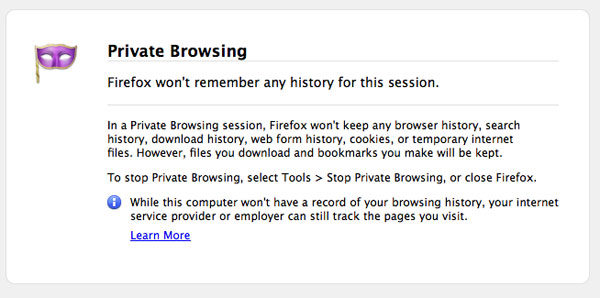 Private Browsing
Firefox won't remember any history for this session.
In a Private Browsing session, Firefox won't keep any browser history, search
history, download history, web form history, cookies, or temporary internet
files. However, files you download and bookmarks you make will be kept.
To stop Private Browsing, select Tools > Stop Private Browsing, or close Firefox.
While this computer won't have a record of your browsing history, your internet
service provider or employer can still track the pages you visit.
Learn More